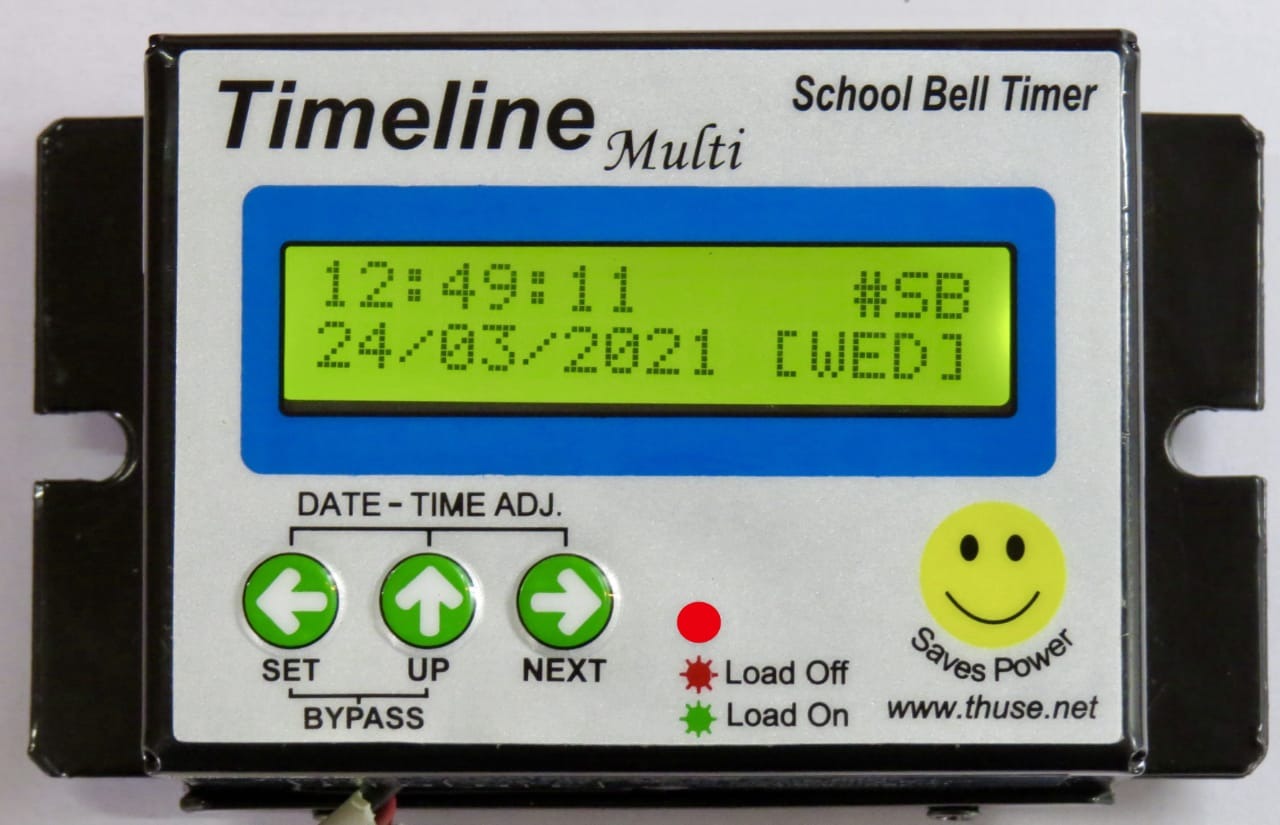 Timeline Multi
School Bell Timer
12:49:11 #SB
24/03/2021 [WED]
DATE - TIME ADJ.
SET UP NEXT
BYPASS
Load Off
Load On
Saves Power
www.thuse.net